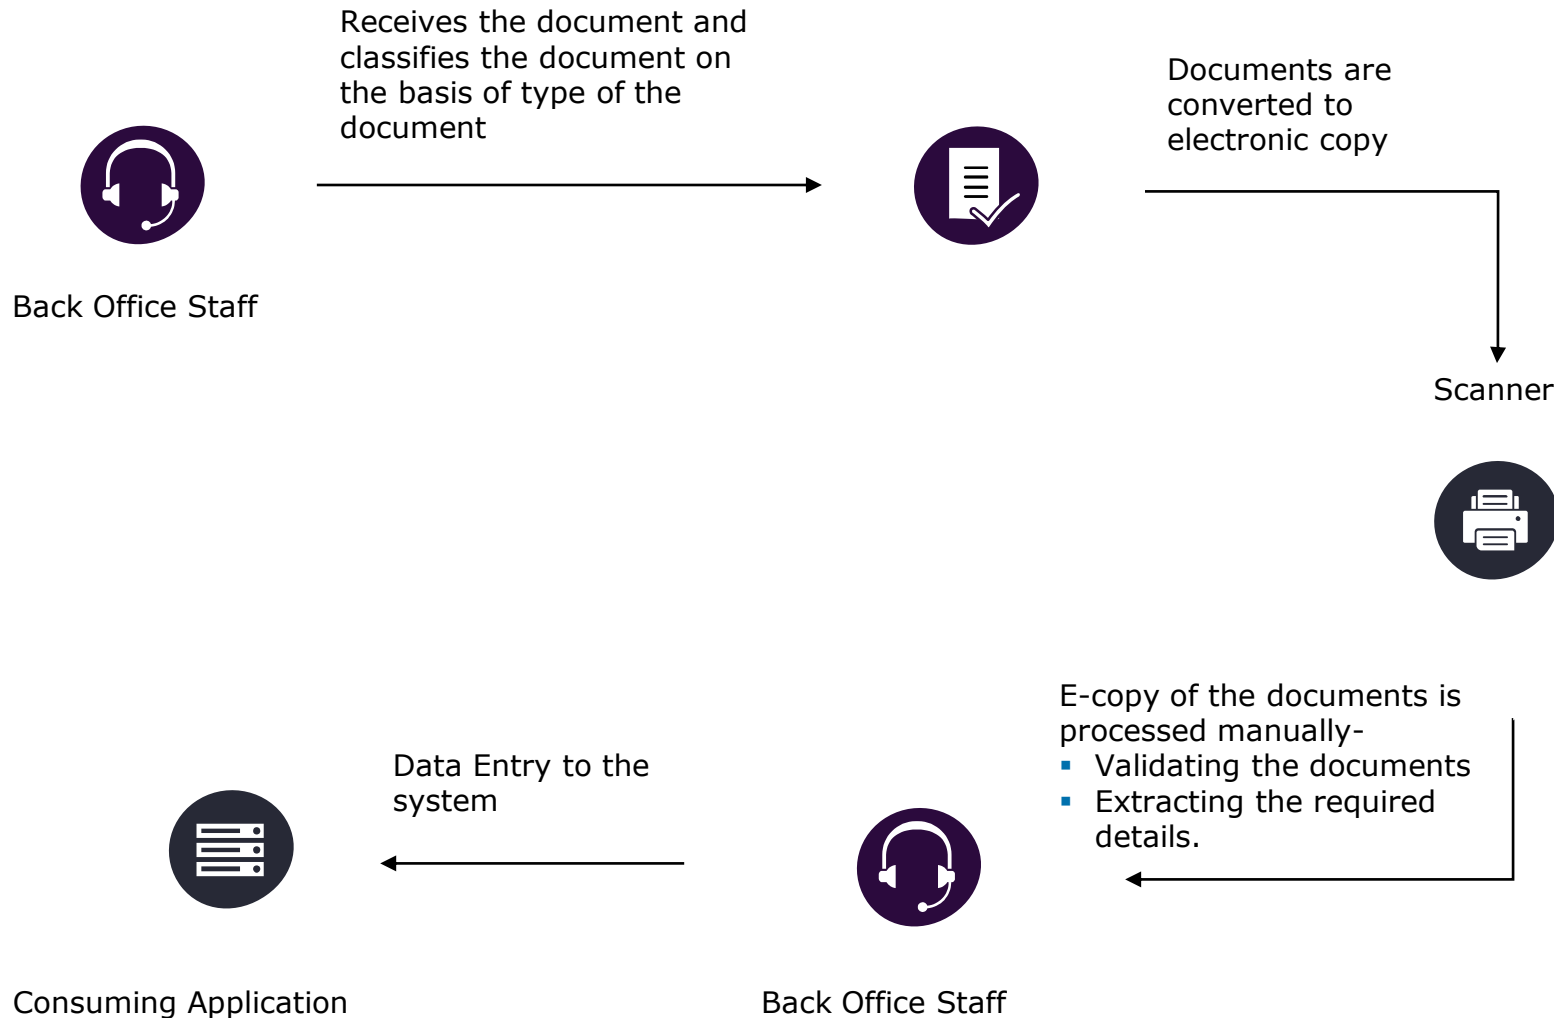 Receives the document and
classifies the document on
the basis of type of the
document
Documents are
converted to
electronic copy
Back Office Staff
Scanner
E-copy of the documents is
processed manually-
▪ Validating the documents
▪ Extracting the required
details.
Data Entry to the
system
Consuming Application
Back Office Staff